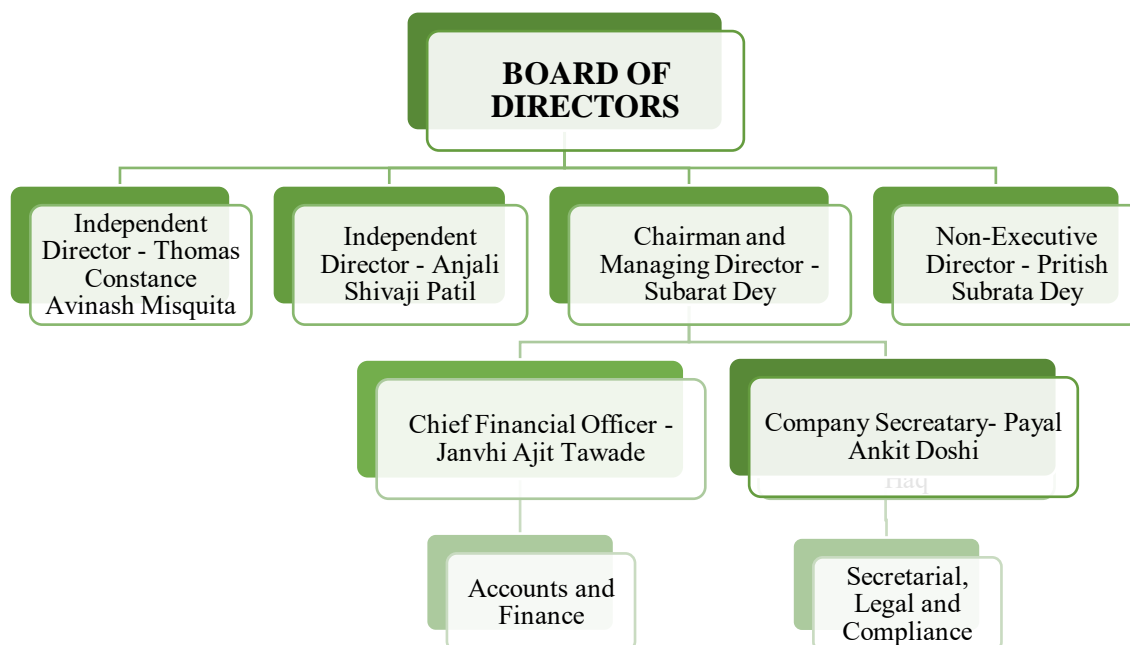 BOARD OF
DIRECTORS
Independent
Director - Thomas
Constance
Avinash Misquita
Independent
Director - Anjali
Shivaji Patil
Chairman and
Managing Director -
Subarat Dey
Non-Executive
Director - Pritish
Subrata Dey
Chief Financial Officer -
Janvhi Ajit Tawade
Company Secreatary- Payal
Ankit Doshi
Accounts and
Finance
Secretarial,
Legal and
Compliance